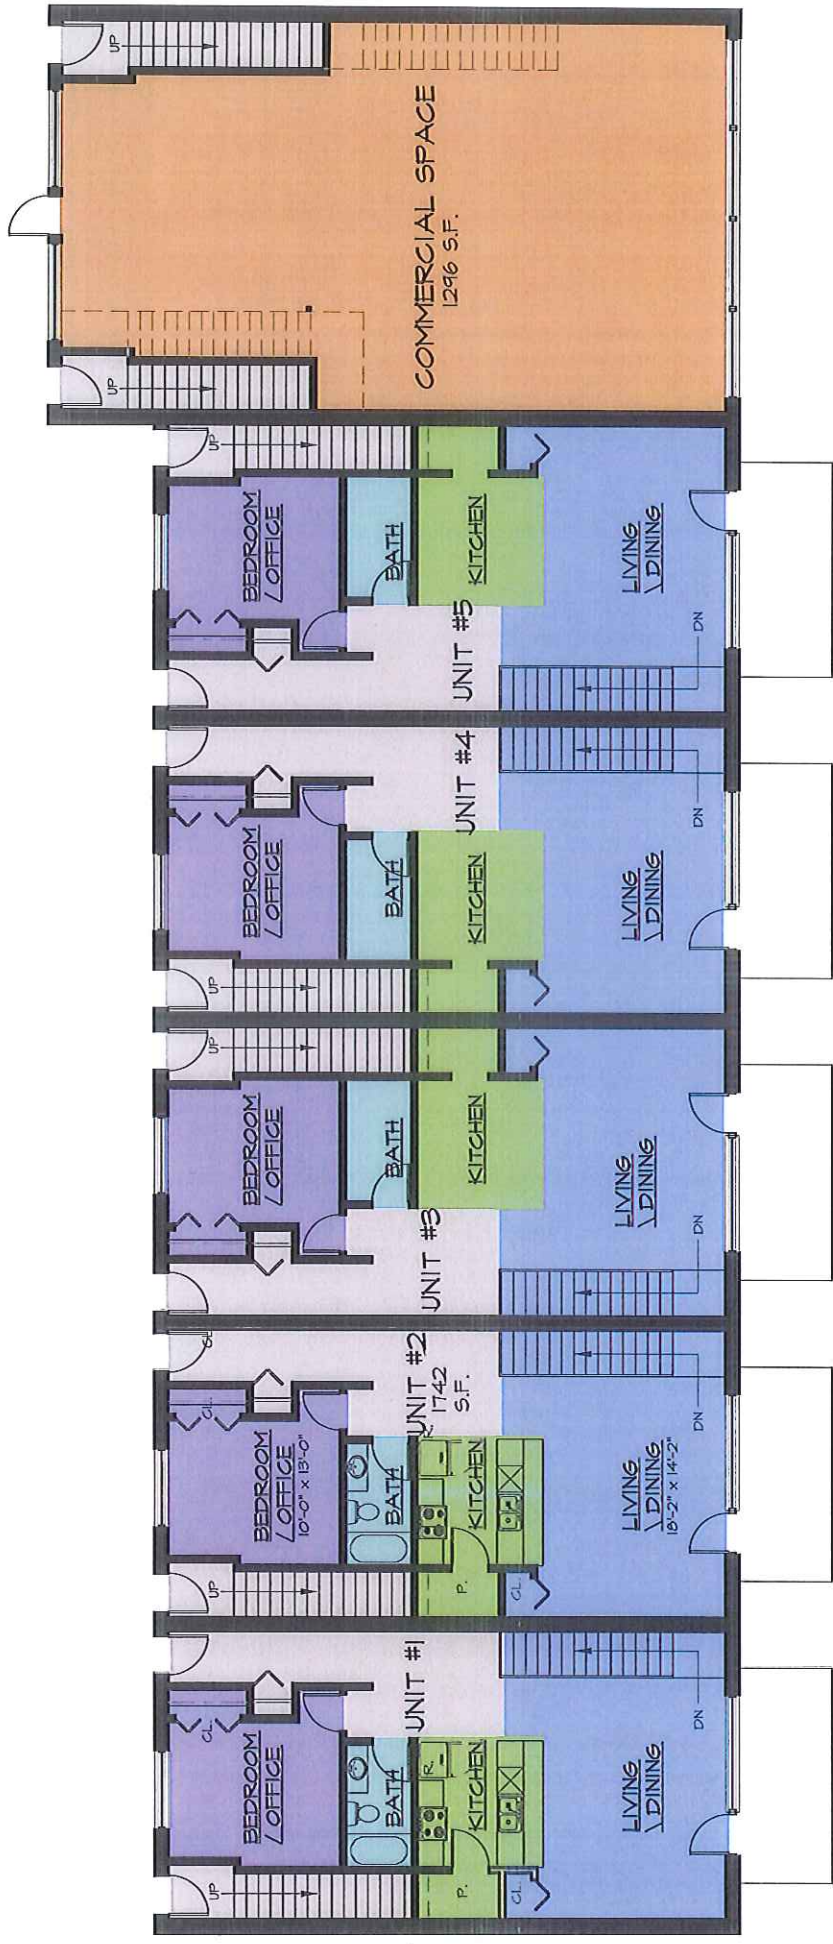 UP
COMMERCIAL SPACE
1296 S.F.
UP
UP
BEDROOM
/ OFFICE
BATH
KITCHEN
LIVING
\ DINING
UNIT #5
DN
UNIT #4
BEDROOM
/ OFFICE
BATH
KITCHEN
LIVING
\ DINING
DN
UP
UP
BEDROOM
/ OFFICE
BATH
KITCHEN
LIVING
\ DINING
UNIT #3
DN
CL.
UNIT #2
1742
S.F.
CL.
BEDROOM
/ OFFICE
10'-0" x 13'-0"
BATH
R.
KITCHEN
LIVING
\ DINING
18'-2" x 14'-2"
DN
UP
P.
CL.
UNIT #1
CL.
BEDROOM
/ OFFICE
BATH
R.
KITCHEN
LIVING
\ DINING
DN
UP
P.
CL.